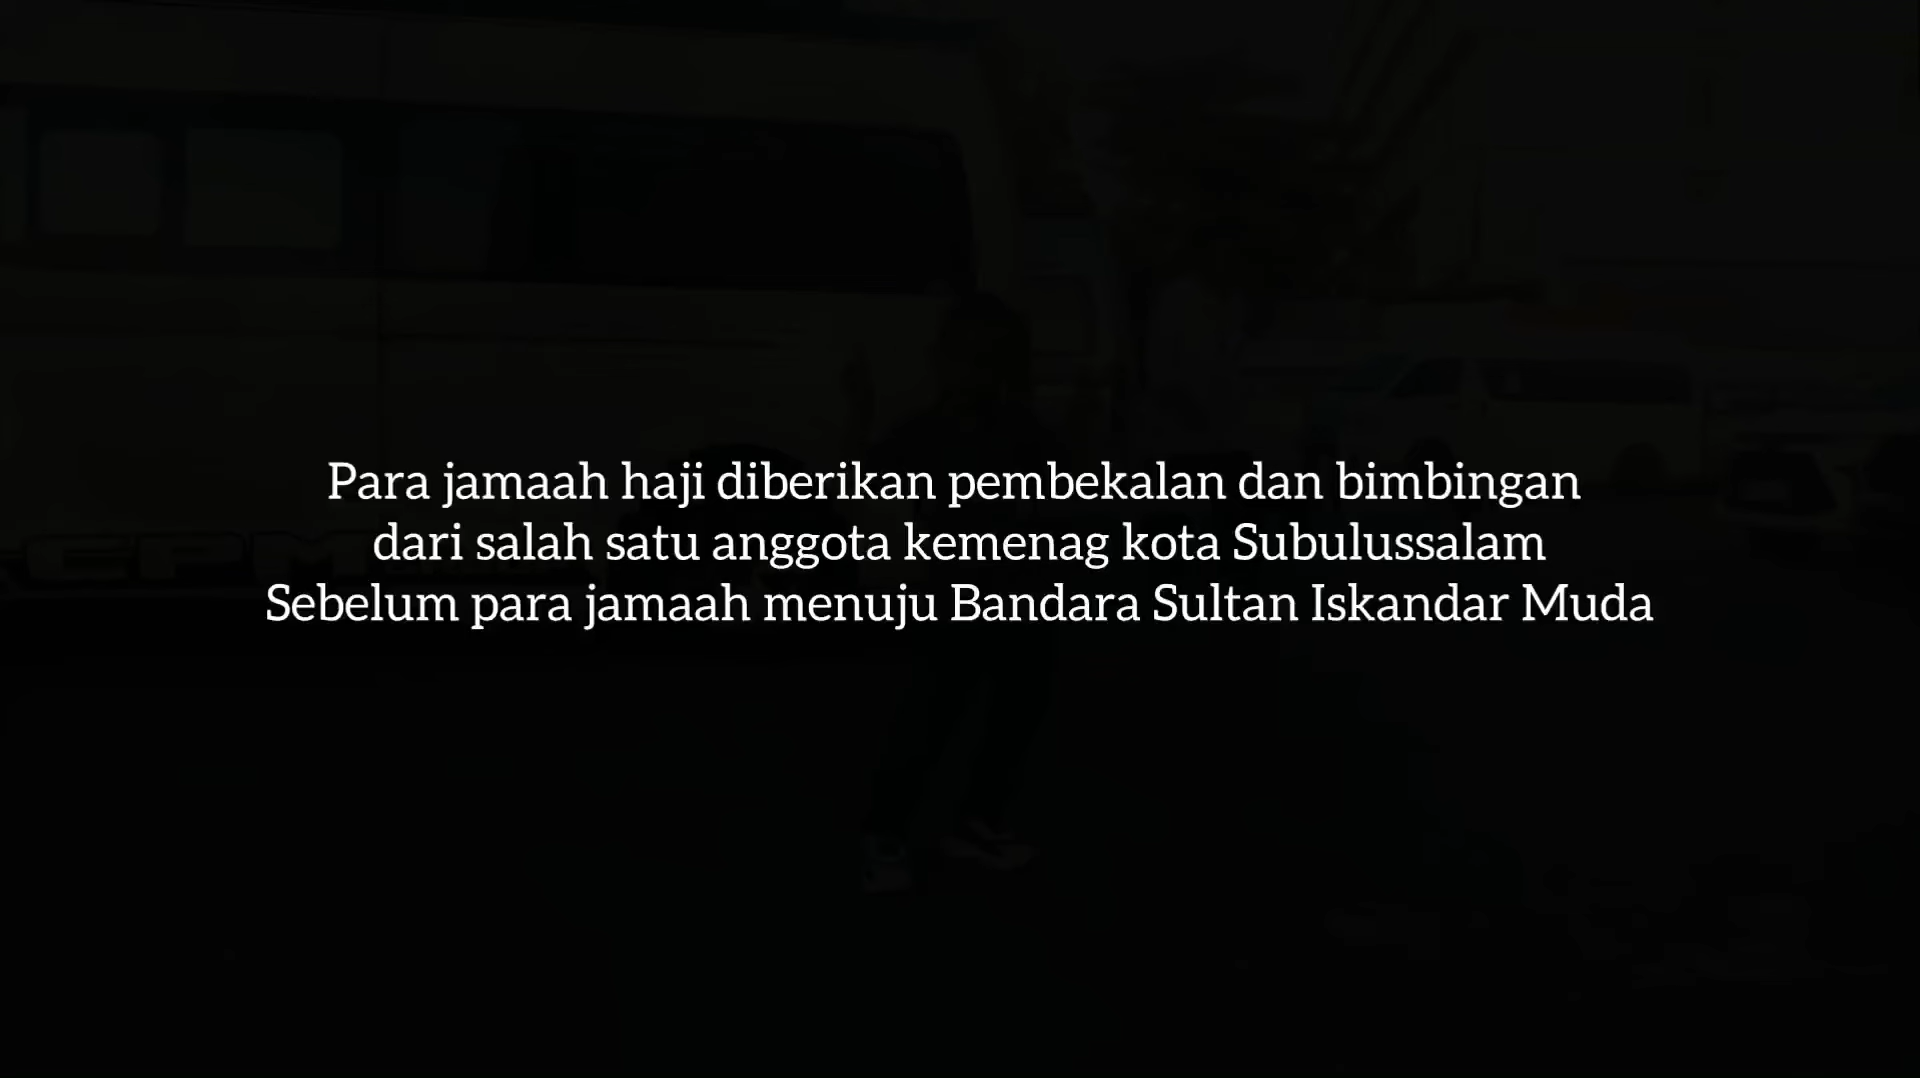 Para jamaah haji diberikan pembekalan dan bimbingan
dari salah satu anggota kemenag kota Subulussalam
Sebelum para jamaah menuju Bandara Sultan Iskandar Muda